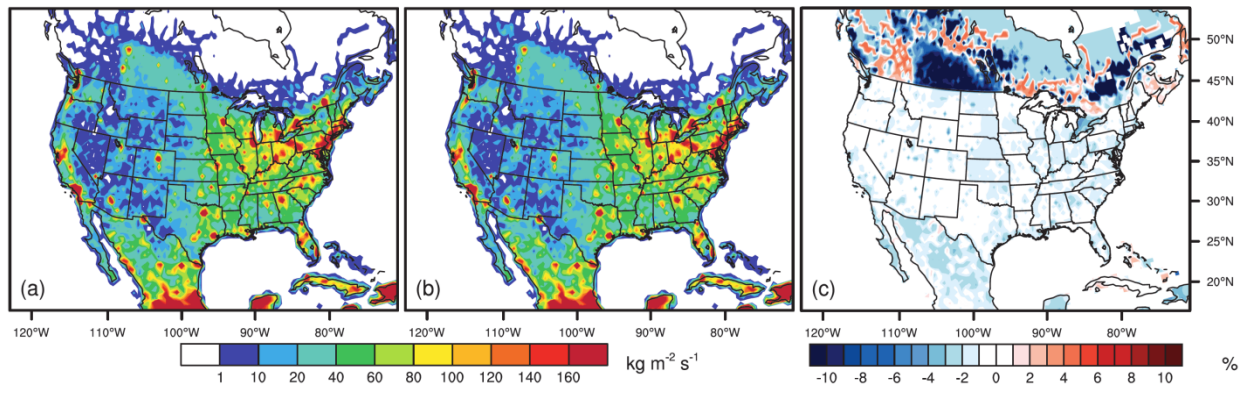 50°N
45°N
40°N
35°N
30°N
25°N
20°N
(a) (b) (c)
120°W 110°W 100°W 90°W 80°W 120°W 110°W 100°W 90°W 80°W 120°W 110°W 100°W 90°W 80°W
kg m⁻² s⁻¹ %
1 10 20 40 60 80 100 120 140 160 -10 -8 -6 -4 -2 0 2 4 6 8 10